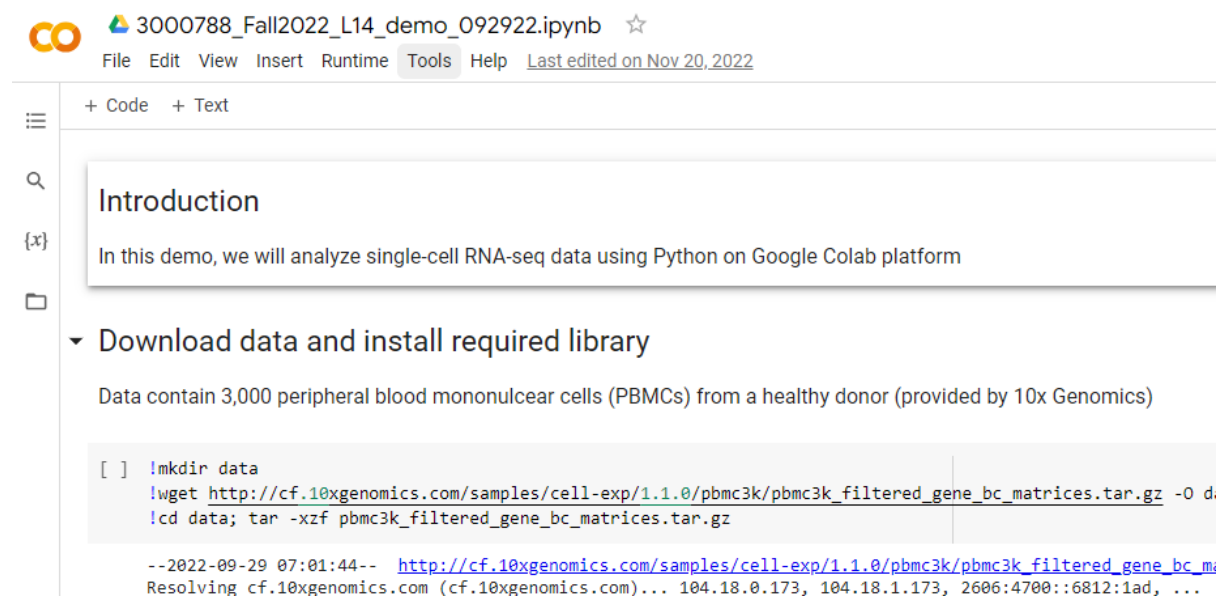 3000788_Fall2022_L14_demo_092922.ipynb
File Edit View Insert Runtime Tools Help Last edited on Nov 20, 2022
+ Code + Text
Introduction
{x}
In this demo, we will analyze single-cell RNA-seq data using Python on Google Colab platform
Download data and install required library
Data contain 3,000 peripheral blood mononulcear cells (PBMCs) from a healthy donor (provided by 10x Genomics)
[ ] !mkdir data
!wget http://cf.10xgenomics.com/samples/cell-exp/1.1.0/pbmc3k/pbmc3k_filtered_gene_bc_matrices.tar.gz -O da
!cd data; tar -xzf pbmc3k_filtered_gene_bc_matrices.tar.gz
--2022-09-29 07:01:44-- http://cf.10xgenomics.com/samples/cell-exp/1.1.0/pbmc3k/pbmc3k_filtered_gene_bc_ma
Resolving cf.10xgenomics.com (cf.10xgenomics.com)... 104.18.0.173, 104.18.1.173, 2606:4700::6812:1ad, ...